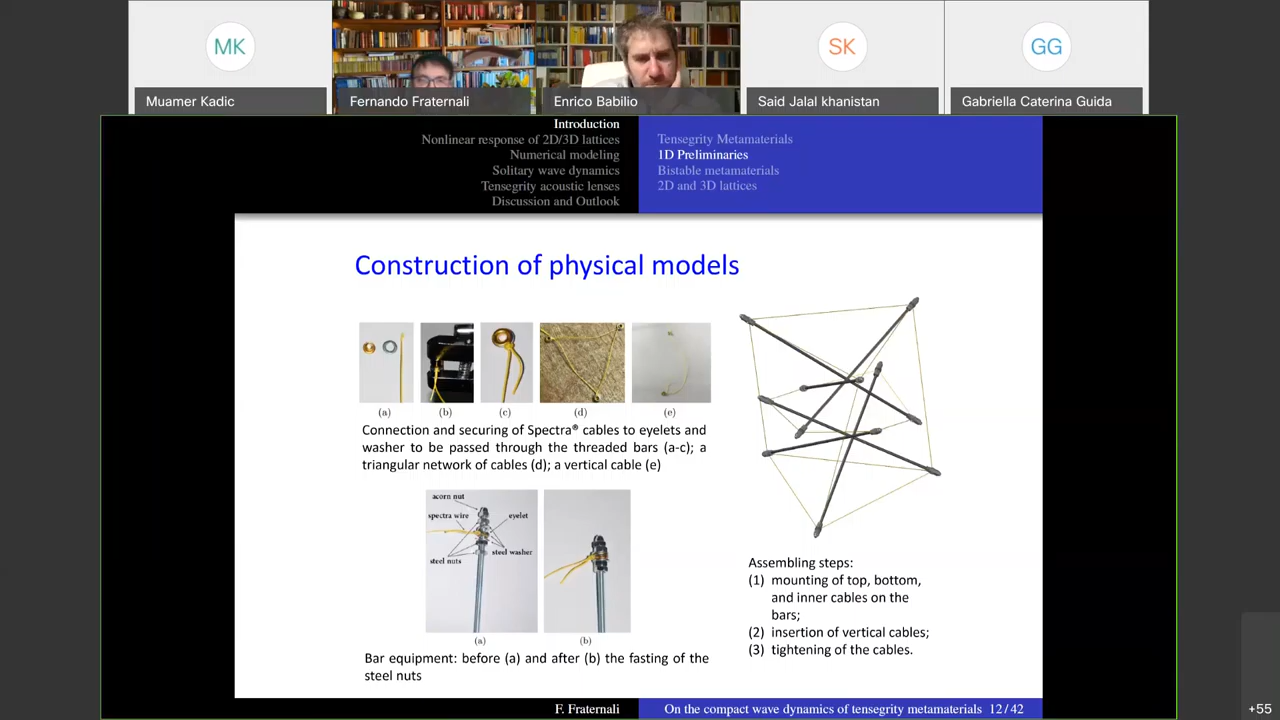 MK
SK
GG
Muamer Kadic
Fernando Fraternali
Enrico Babilio
Said Jalal khanistan
Gabriella Caterina Guida
Introduction
Nonlinear response of 2D/3D lattices
Numerical modeling
Solitary wave dynamics
Tensegrity acoustic lenses
Discussion and Outlook
Tensegrity Metamaterials
1D Preliminaries
Bistable metamaterials
2D and 3D lattices
Construction of physical models
(a)
(b)
(c)
(d)
(e)
Connection and securing of Spectra® cables to eyelets and
washer to be passed through the threaded bars (a-c); a
triangular network of cables (d); a vertical cable (e)
acorn nut
spectra wire
eyelet
steel washer
steel nuts
(a)
(b)
Bar equipment: before (a) and after (b) the fasting of the
steel nuts
Assembling steps:
(1) mounting of top, bottom,
and inner cables on the
bars;
(2) insertion of vertical cables;
(3) tightening of the cables.
F. Fraternali
On the compact wave dynamics of tensegrity metamaterials 12 / 42
+55